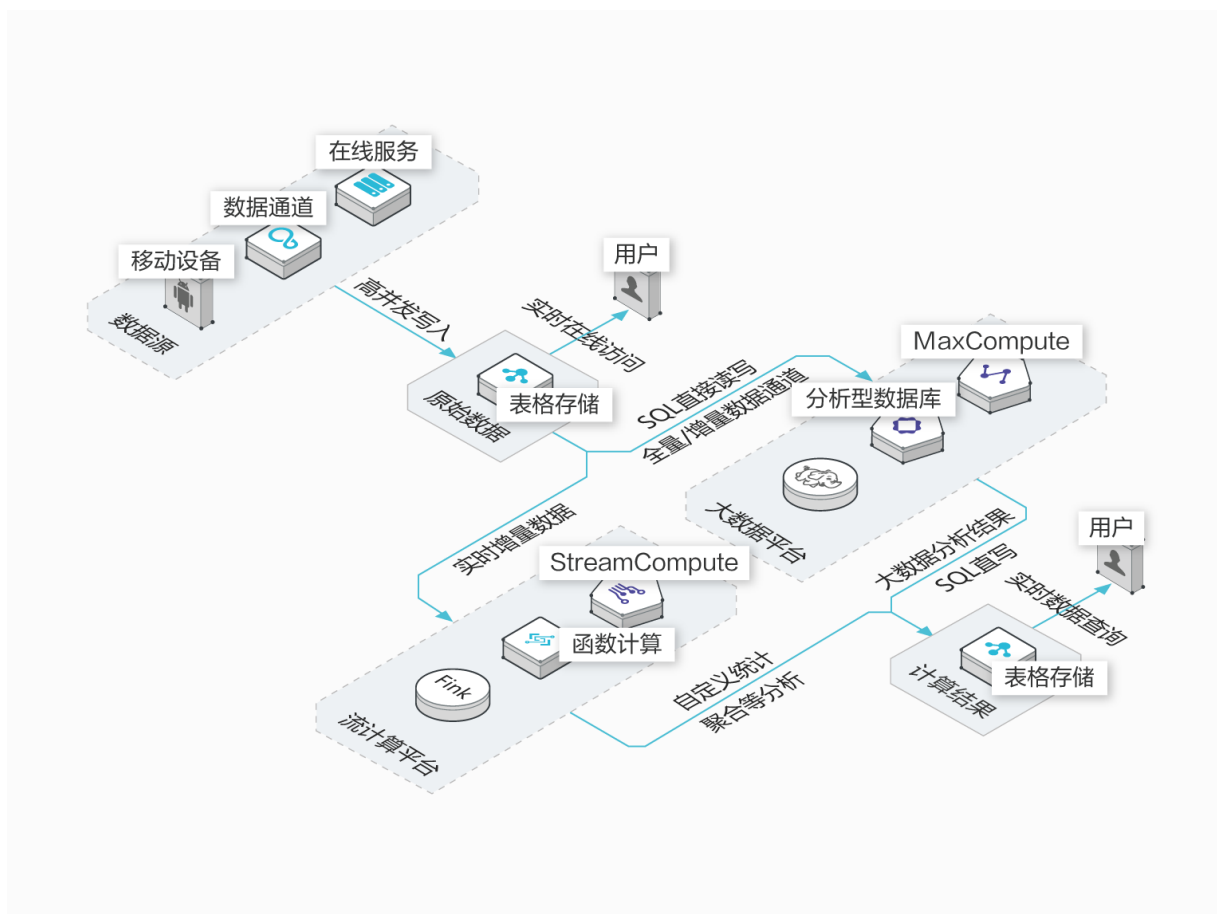 在线服务
数据通道
移动设备
数据源
高并发写入
用户
实时在线访问
表格存储
原始数据
SQL直接读写
全量/增量数据通道
MaxCompute
分析型数据库
大数据平台
实时增量数据
StreamCompute
函数计算
Fink
流计算平台
大数据分析结果
SQL直写
用户
实时数据查询
表格存储
计算结果
自定义统计
聚合等分析